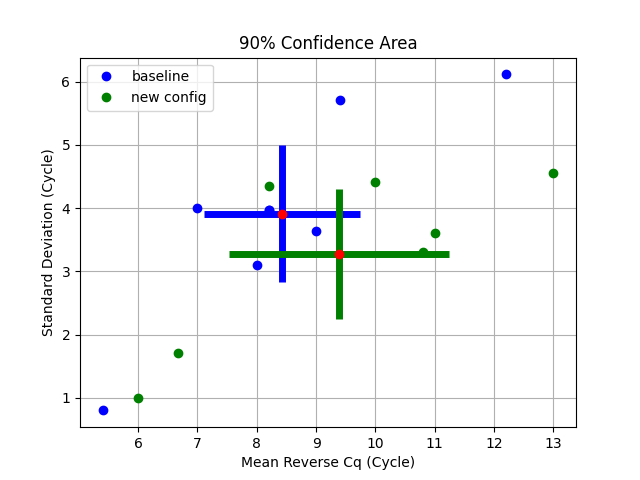 90% Confidence Area
baseline
new config
Standard Deviation (Cycle)
6
5
4
3
2
1
6 7 8 9 10 11 12 13
Mean Reverse Cq (Cycle)